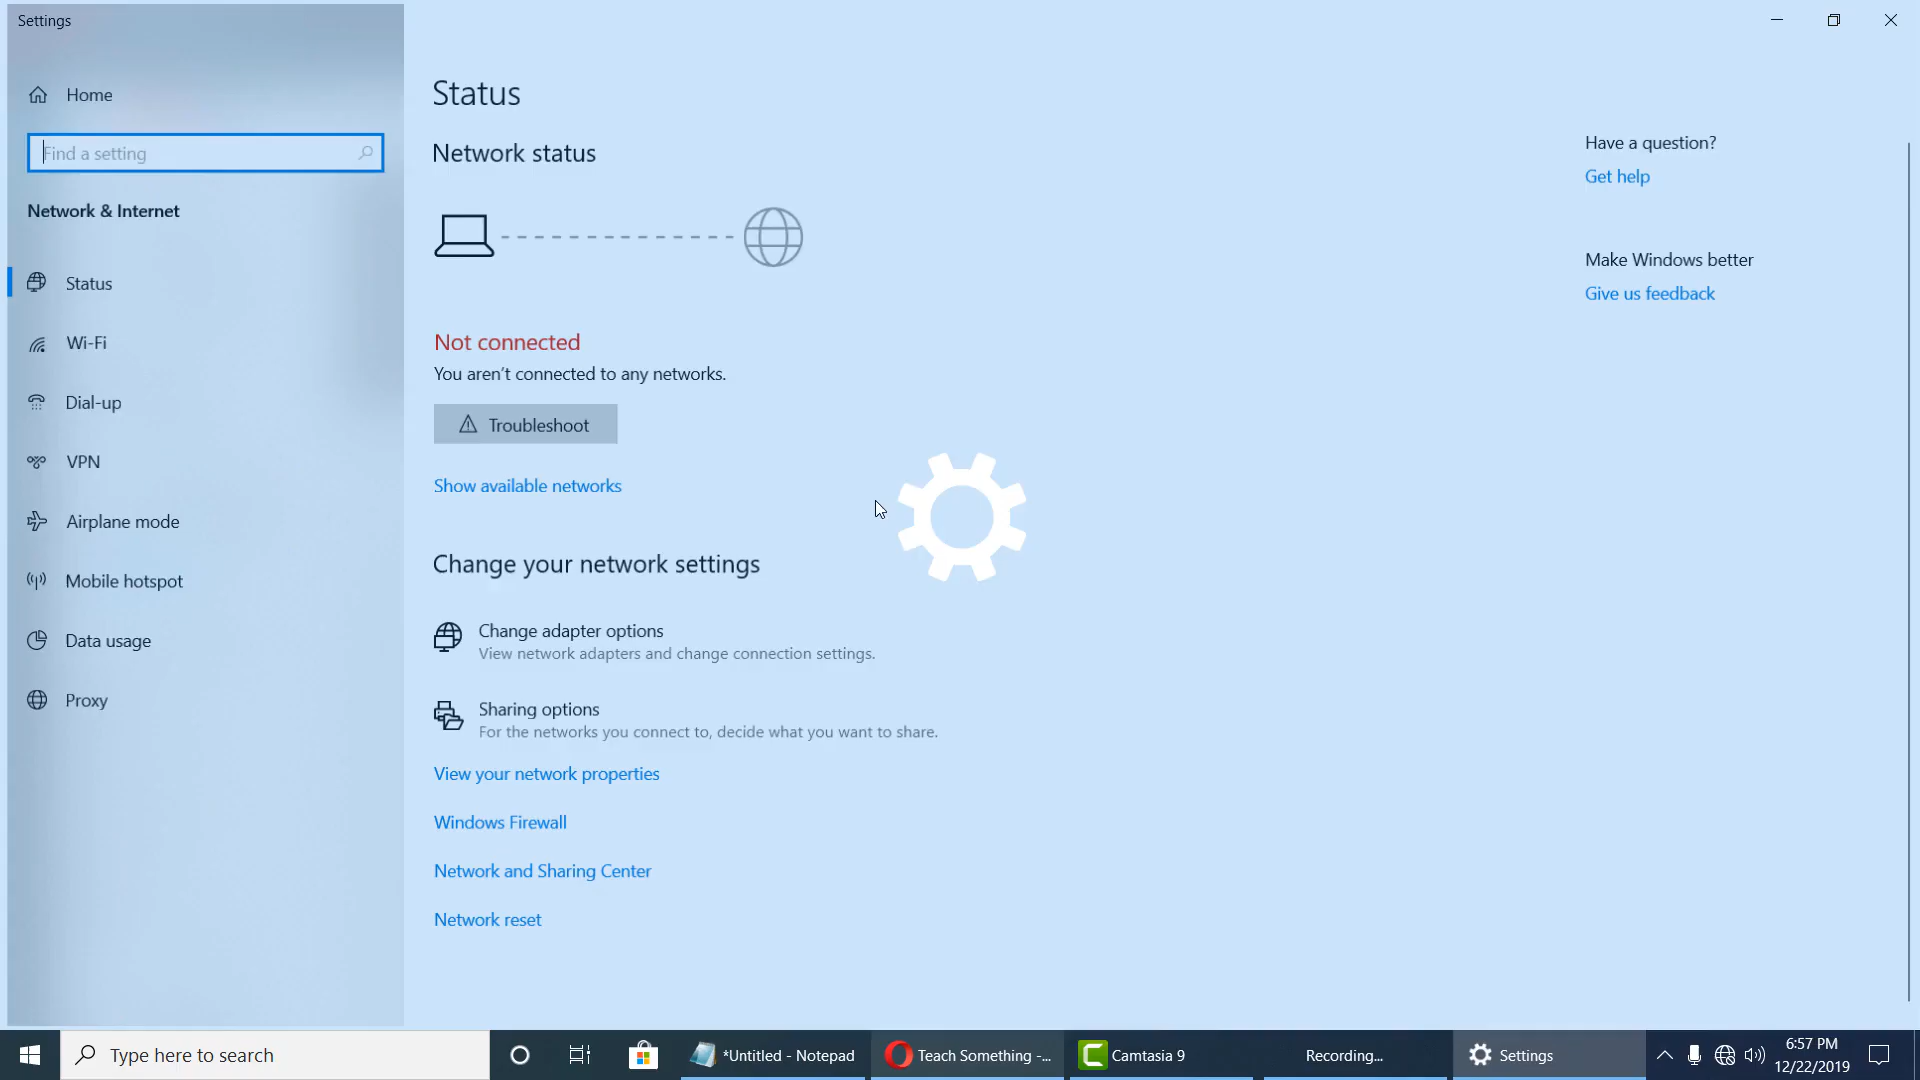 Settings
Home
Find a setting
Network & Internet
Status
Wi-Fi
Dial-up
VPN
Airplane mode
Mobile hotspot
Data usage
Proxy
Status
Network status
Not connected
You aren't connected to any networks.
Troubleshoot
Show available networks
Change your network settings
Change adapter options
View network adapters and change connection settings.
Sharing options
For the networks you connect to, decide what you want to share.
View your network properties
Windows Firewall
Network and Sharing Center
Network reset
Have a question?
Get help
Make Windows better
Give us feedback
Type here to search
*Untitled - Notepad
Teach Something -...
Camtasia 9
Recording...
Settings
6:57 PM
12/22/2019